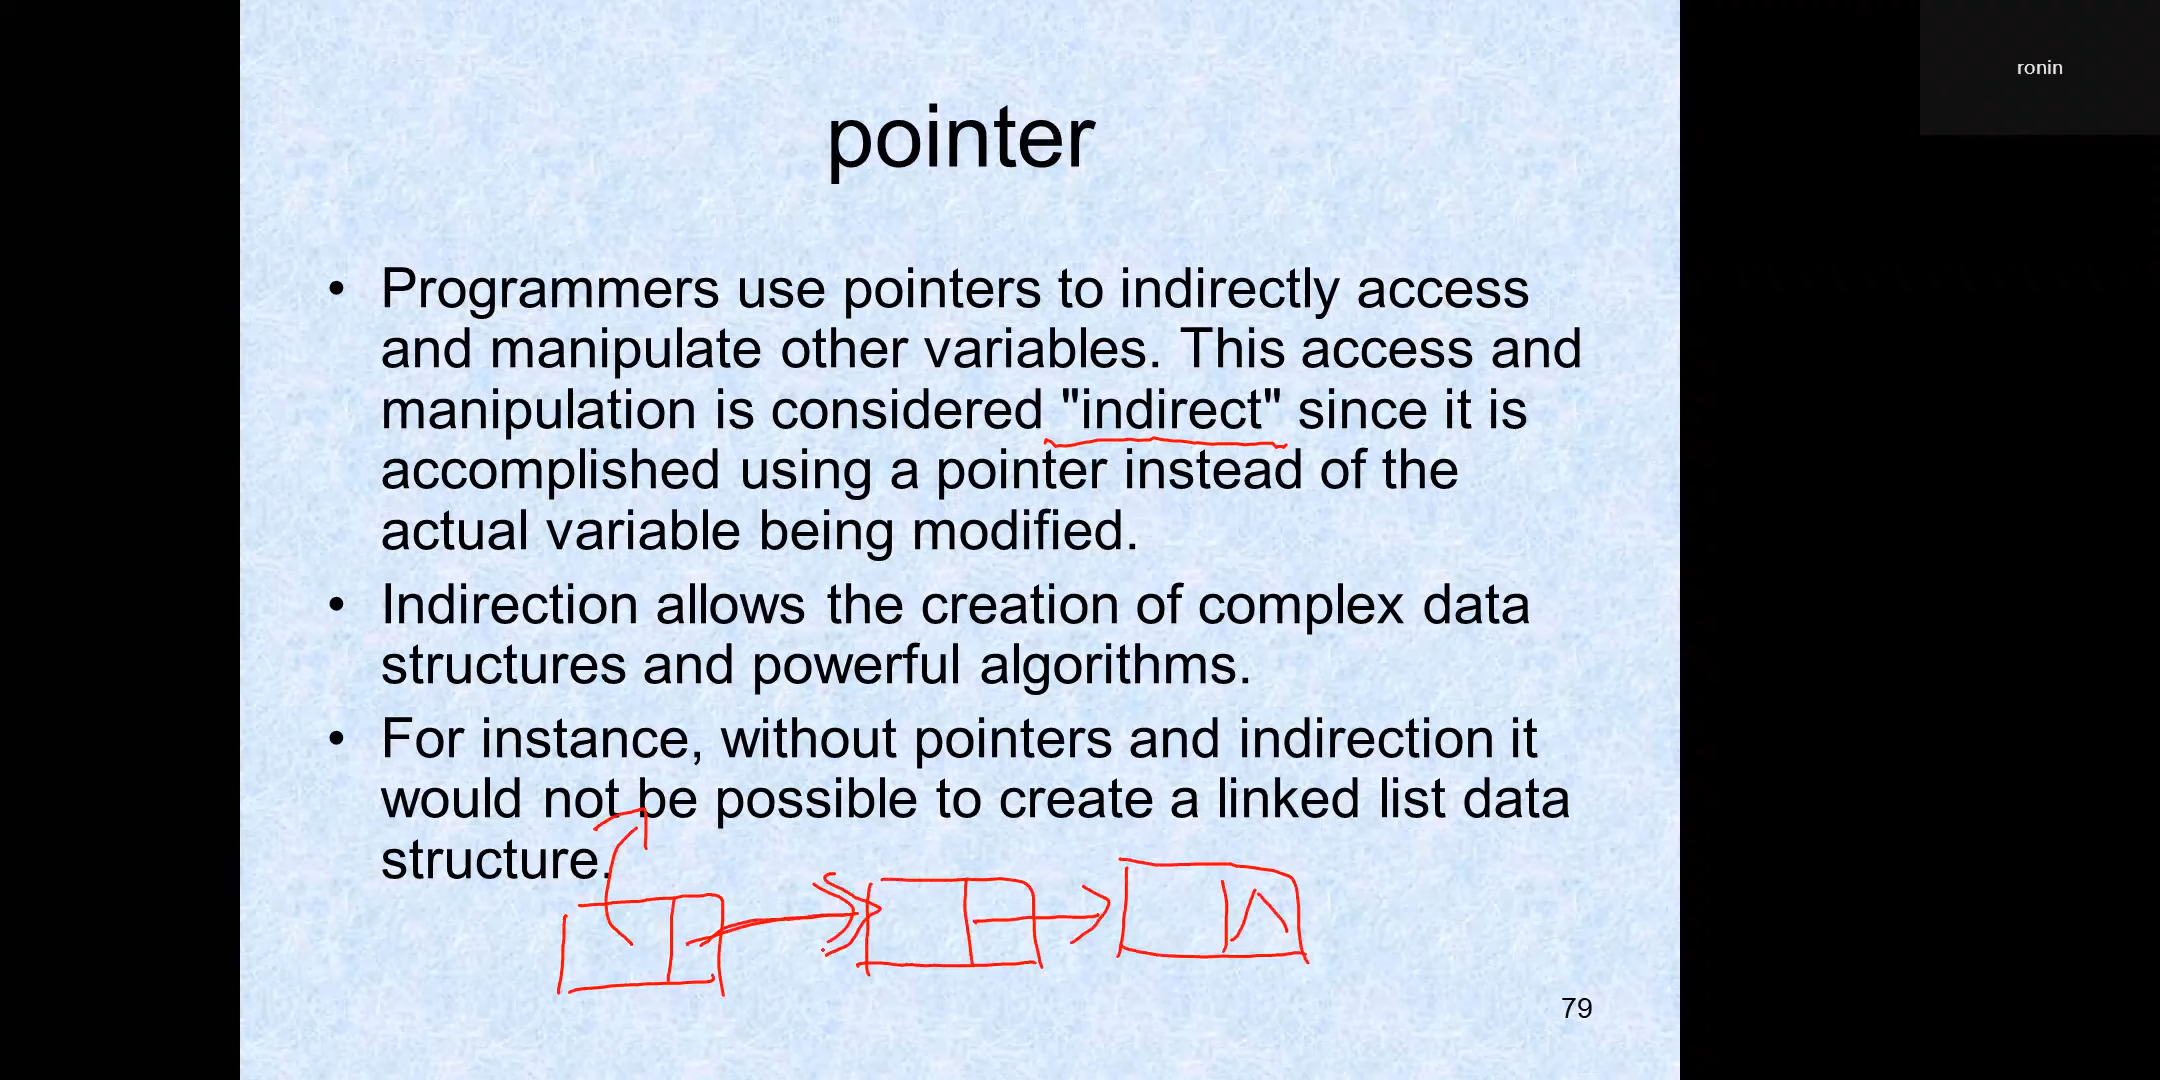 ronin
pointer
• Programmers use pointers to indirectly access
and manipulate other variables. This access and
manipulation is considered "indirect" since it is
accomplished using a pointer instead of the
actual variable being modified.
• Indirection allows the creation of complex data
structures and powerful algorithms.
• For instance, without pointers and indirection it
would not be possible to create a linked list data
structure.
79